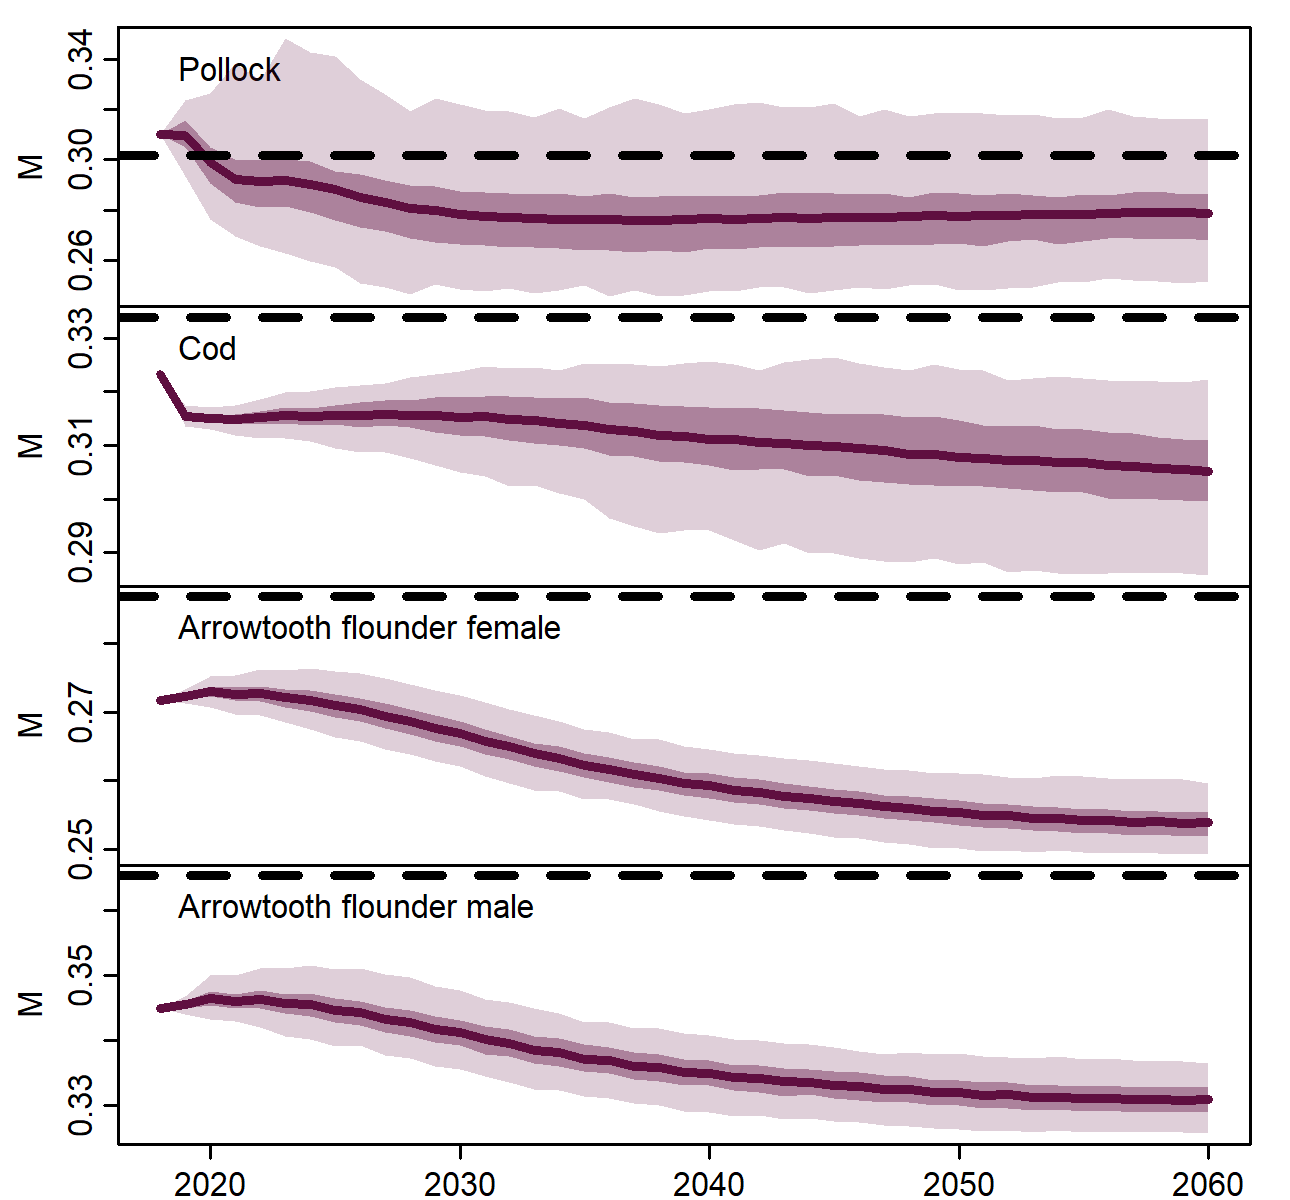 Pollock
M
0.34
0.30
0.26
Cod
M
0.33
0.31
0.29
Arrowtooth flounder female
M
0.27
0.25
Arrowtooth flounder male
M
0.35
0.33
2020 2030 2040 2050 2060